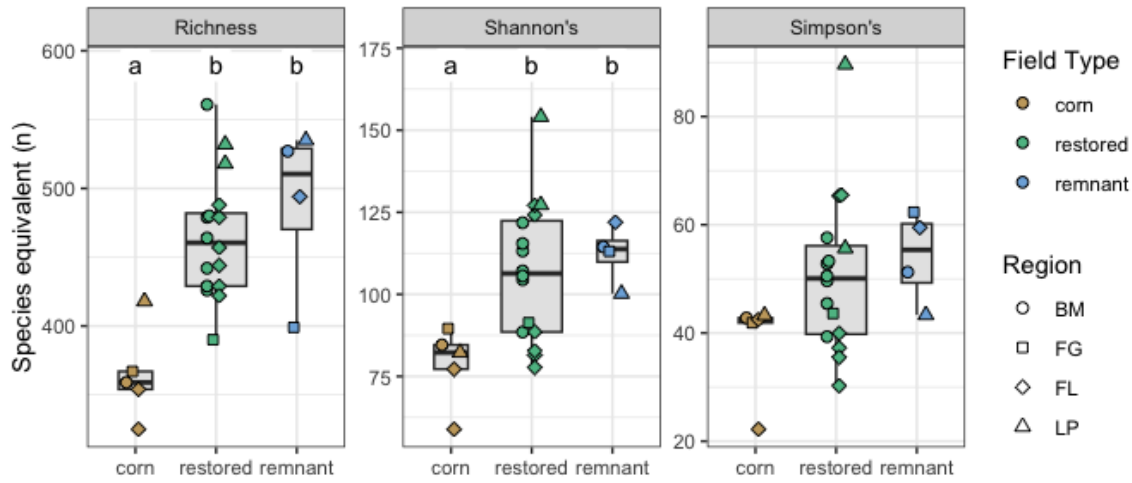 Richness
Shannon's
Simpson's
Species equivalent (n)
600
500
400
a b b
corn restored remnant
175
150
125
100
75
a b b
corn restored remnant
80
60
40
20
corn restored remnant
Field Type
corn
restored
remnant
Region
BM
FG
FL
LP